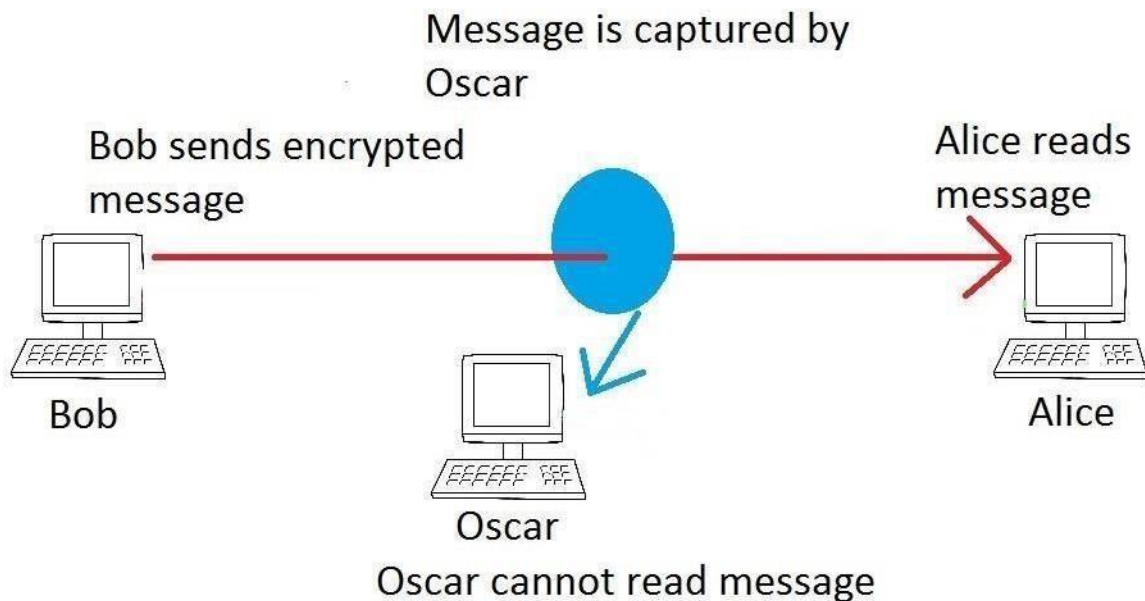 Message is captured by
Oscar
Bob sends encrypted
message
Alice reads
message
Bob
Alice
Oscar
Oscar cannot read message